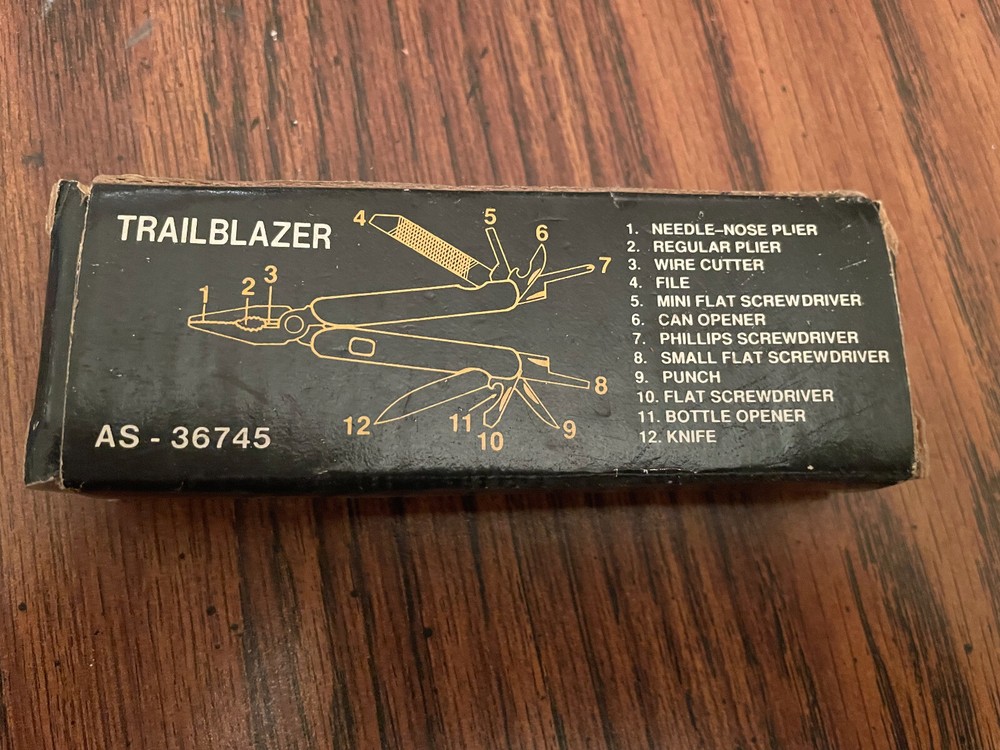 TRAILBLAZER
1
2
3
4
5
6
7
8
9
10
11
12
AS - 36745
1. NEEDLE-NOSE PLIER
2. REGULAR PLIER
3. WIRE CUTTER
4. FILE
5. MINI FLAT SCREWDRIVER
6. CAN OPENER
7. PHILLIPS SCREWDRIVER
8. SMALL FLAT SCREWDRIVER
9. PUNCH
10. FLAT SCREWDRIVER
11. BOTTLE OPENER
12. KNIFE